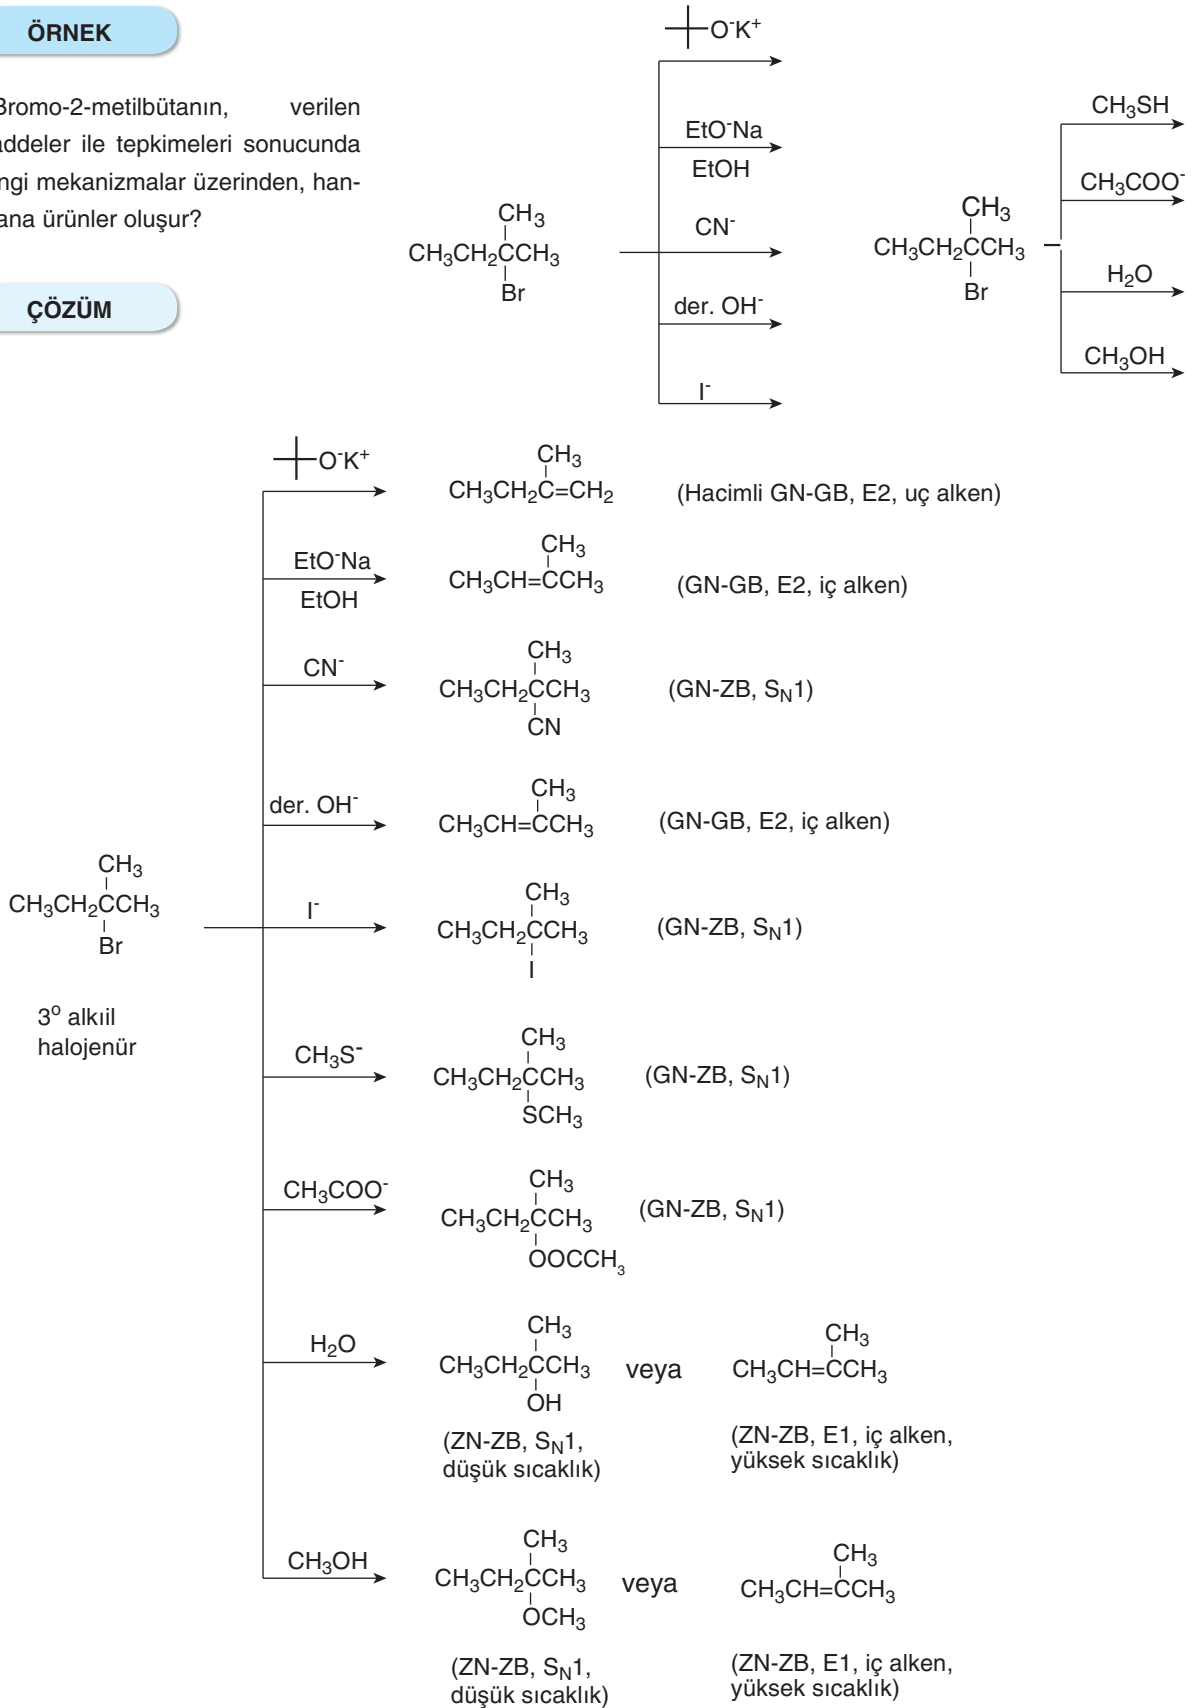 ÖRNEK
Bromo-2-metilbütanın, verilen
addeler ile tepkimeleri sonucunda
ngi mekanizmalar üzerinden, han-
ana ürünler oluşur?
CH3
CH3CH2CCH3
Br
O-K+
EtO-Na
EtOH
CN-
der. OH-
I-
CH3
CH3CH2CCH3
Br
CH3SH
CH3COO-
H2O
CH3OH
ÇÖZÜM
CH3
CH3CH2CCH3
Br
3o alkıil
halojenür
O-K+
CH3
CH3CH2C=CH2
(Hacimli GN-GB, E2, uç alken)
EtO-Na
EtOH
CH3
CH3CH=CCH3
(GN-GB, E2, iç alken)
CN-
CH3
CH3CH2CCH3
CN
(GN-ZB, SN1)
der. OH-
CH3
CH3CH=CCH3
(GN-GB, E2, iç alken)
I-
CH3
CH3CH2CCH3
I
(GN-ZB, SN1)
CH3S-
CH3
CH3CH2CCH3
SCH3
(GN-ZB, SN1)
CH3COO-
CH3
CH3CH2CCH3
OOCCH3
(GN-ZB, SN1)
H2O
CH3
CH3CH2CCH3
OH
(ZN-ZB, SN1,
düşük sıcaklık)
veya
CH3
CH3CH=CCH3
(ZN-ZB, E1, iç alken,
yüksek sıcaklık)
CH3OH
CH3
CH3CH2CCH3
OCH3
(ZN-ZB, SN1,
düşük sıcaklık)
veya
CH3
CH3CH=CCH3
(ZN-ZB, E1, iç alken,
yüksek sıcaklık)